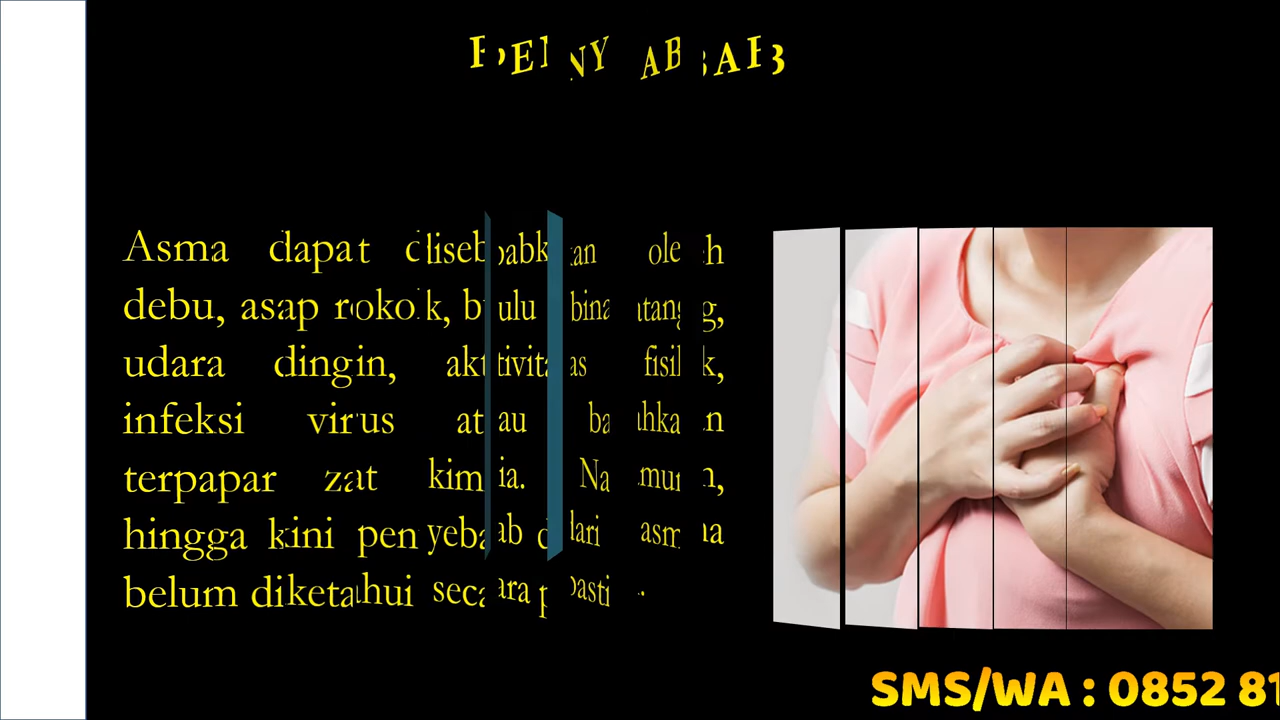 PENYEBAB
Asma dapat disebabkan oleh
debu, asap rokok, bulu binatang,
udara dingin, aktivitas fisik,
infeksi virus atau bahkan
terpapar zat kimia. Namun,
hingga kini penyebab dari asma
belum diketahui secara pasti.
SMS/WA : 0852 81